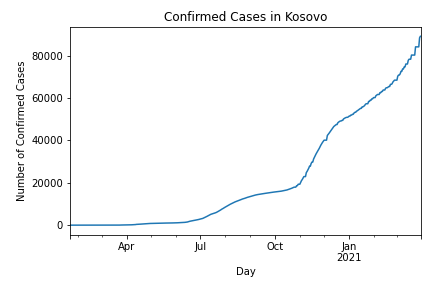 Confirmed Cases in Kosovo
Number of Confirmed Cases
80000
60000
40000
20000
0
Apr
Jul
Oct
Jan
2021
Day